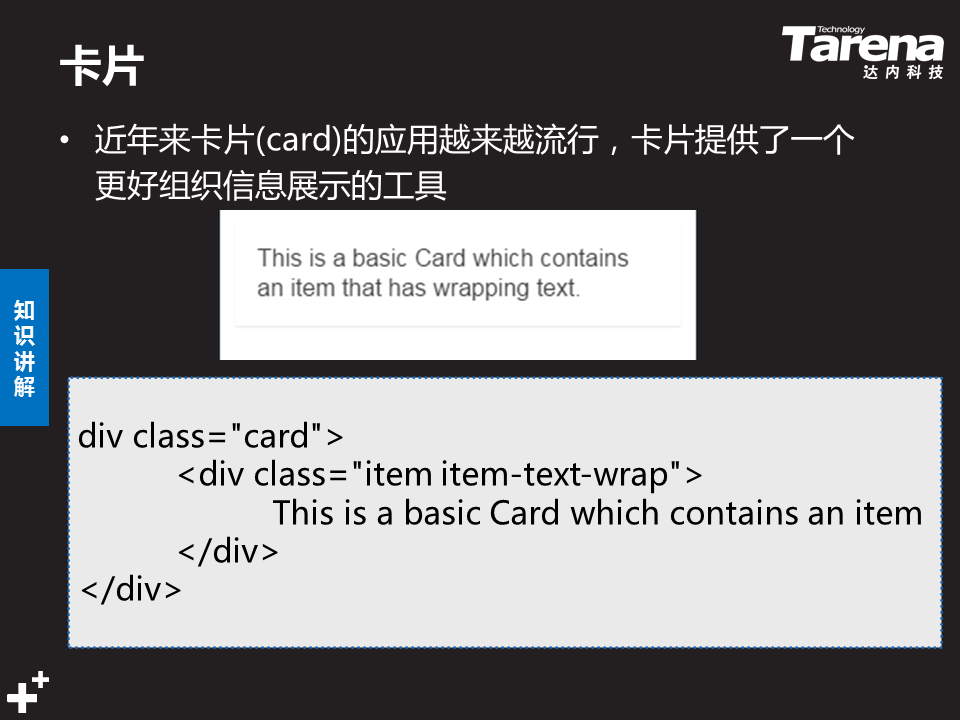 卡片
Technology
Tarena
达内科技
• 近年来卡片(card)的应用越来越流行，卡片提供了一个
更好组织信息展示的工具
This is a basic Card which contains
an item that has wrapping text.
知识讲解
div class="card">
<div class="item item-text-wrap">
This is a basic Card which contains an item
</div>
</div>